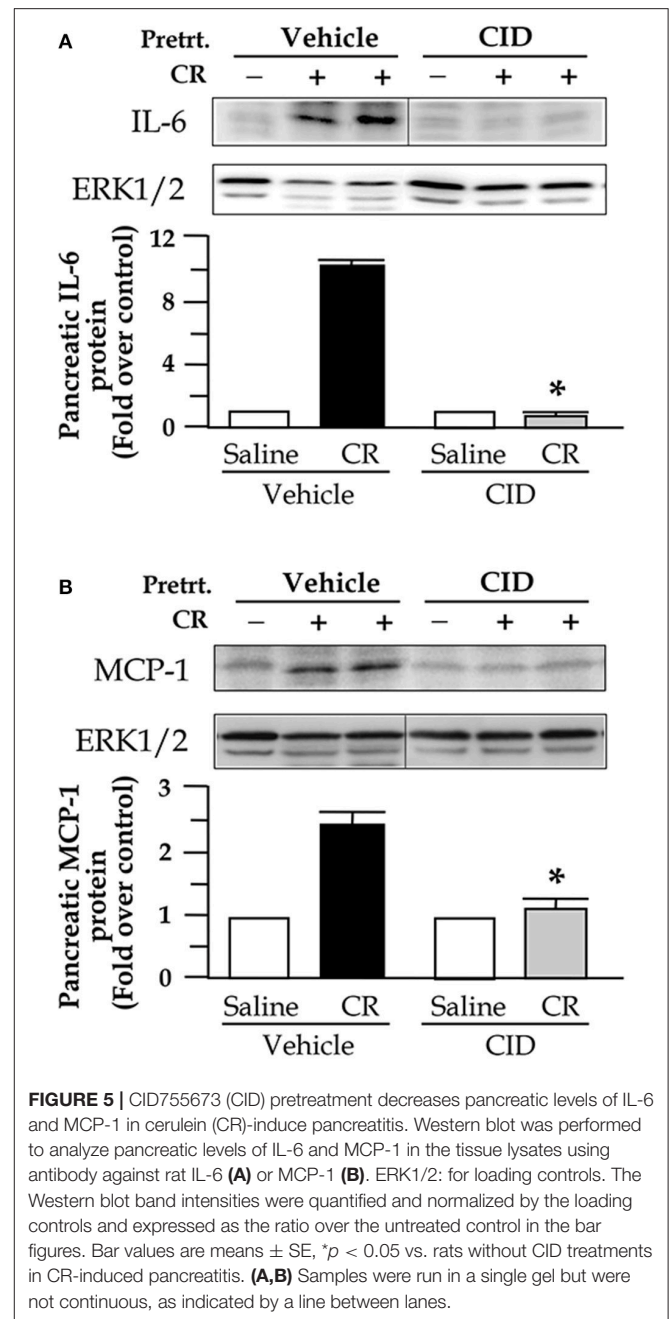 A
Pretrt. Vehicle CID
CR − + + − + +
IL-6
ERK1/2
12
8
4
0
Pancreatic IL-6
protein
(Fold over control)
*
Saline CR Saline CR
Vehicle CID
B
Pretrt. Vehicle CID
CR − + + − + +
MCP-1
ERK1/2
3
2
1
0
Pancreatic MCP-1
protein
(Fold over control)
*
Saline CR Saline CR
Vehicle CID
FIGURE 5 | CID755673 (CID) pretreatment decreases pancreatic levels of IL-6
and MCP-1 in cerulein (CR)-induce pancreatitis. Western blot was performed
to analyze pancreatic levels of IL-6 and MCP-1 in the tissue lysates using
antibody against rat IL-6 (A) or MCP-1 (B). ERK1/2: for loading controls. The
Western blot band intensities were quantified and normalized by the loading
controls and expressed as the ratio over the untreated control in the bar
figures. Bar values are means ± SE, *p < 0.05 vs. rats without CID treatments
in CR-induced pancreatitis. (A,B) Samples were run in a single gel but were
not continuous, as indicated by a line between lanes.